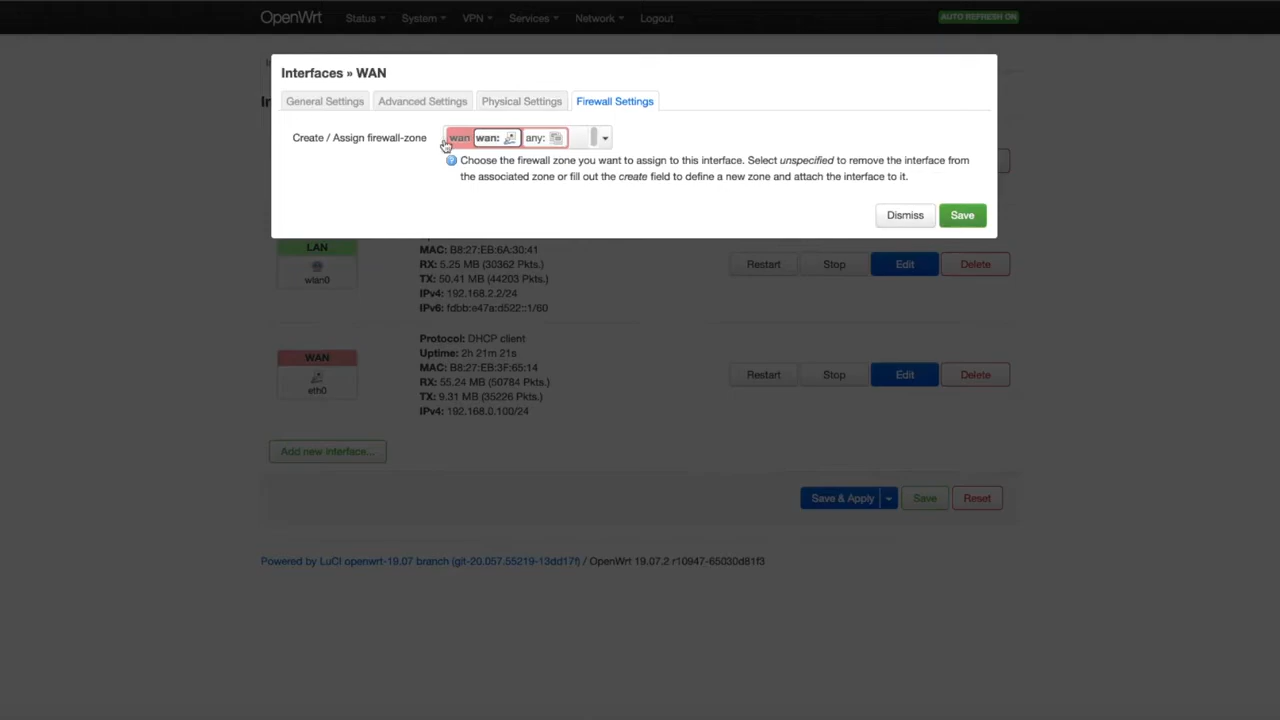 OpenWrt Status System VPN Services Network Logout AUTO REFRESH ON
Interfaces » WAN
General Settings Advanced Settings Physical Settings Firewall Settings
Create / Assign firewall-zone wan wan: any:
Choose the firewall zone you want to assign to this interface. Select unspecified to remove the interface from
the associated zone or fill out the create field to define a new zone and attach the interface to it.
Dismiss Save
LAN
wlan0
MAC: B8:27:EB:6A:30:41
RX: 5.25 MB (30362 Pkts.)
TX: 50.41 MB (44203 Pkts.)
IPv4: 192.168.2.2/24
IPv6: fdbb:e47a:d522::1/60
Restart Stop Edit Delete
WAN
eth0
Protocol: DHCP client
Uptime: 2h 21m 21s
MAC: B8:27:EB:3F:65:14
RX: 55.24 MB (50784 Pkts.)
TX: 9.31 MB (35226 Pkts.)
IPv4: 192.168.0.100/24
Restart Stop Edit Delete
Add new interface...
Save & Apply Save Reset
Powered by LuCI openwrt-19.07 branch (git-20.057.55219-13dd17f) / OpenWrt 19.07.2 r10947-65030d81f3